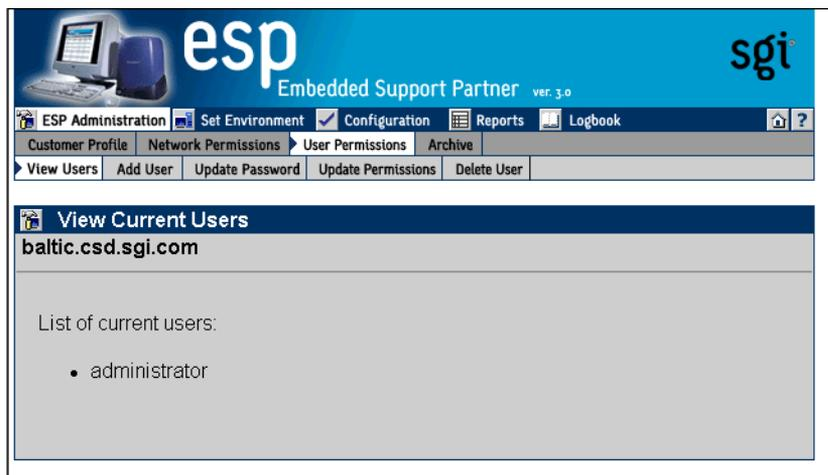 esp
sgi
Embedded Support Partner ver. 3.0
ESP Administration Set Environment Configuration Reports Logbook ?
Customer Profile Network Permissions User Permissions Archive
View Users Add User Update Password Update Permissions Delete User
View Current Users
baltic.csd.sgi.com
List of current users:
• administrator